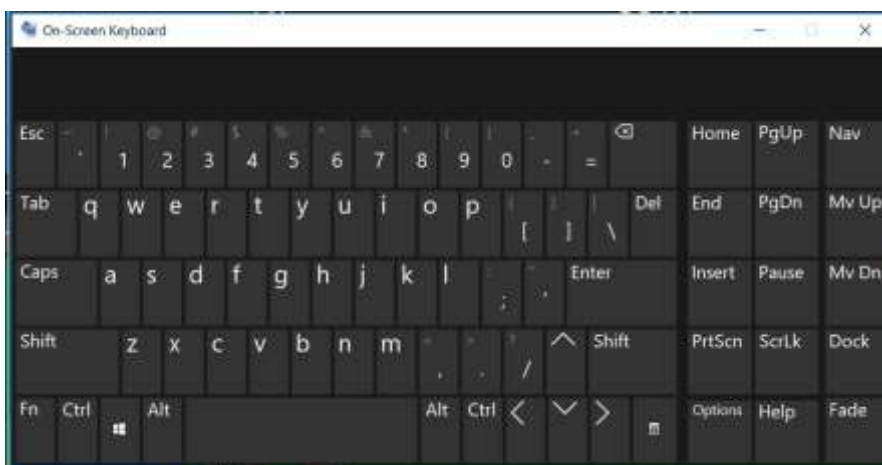 On-Screen Keyboard
Esc ` 1 2 3 4 5 6 7 8 9 0 - = Home PgUp Nav
Tab q w e r t y u i o p [ ] \ Del End PgDn Mv Up
Caps a s d f g h j k l ; ' Enter Insert Pause Mv Dn
Shift z x c v b n m , . / Shift PrtScn ScrLk Dock
Fn Ctrl Alt Alt Ctrl Options Help Fade